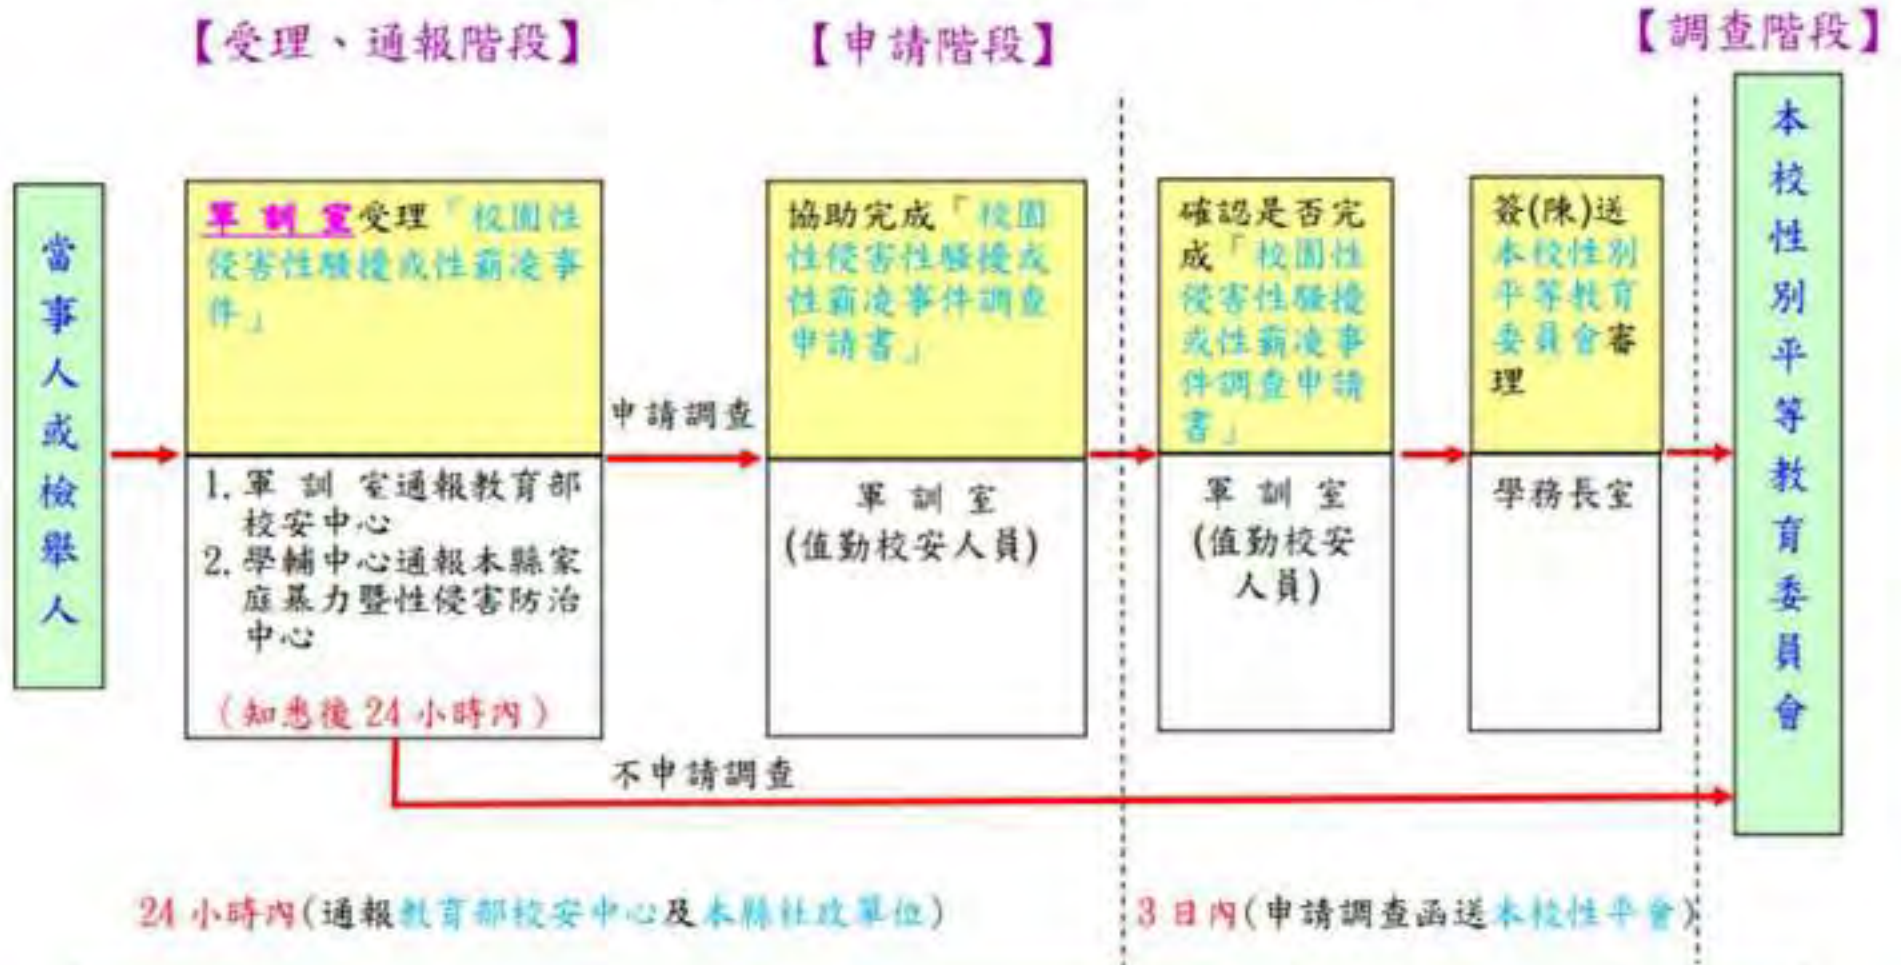 【受理、通報階段】
【申請階段】
【調查階段】
當事人或檢舉人
軍訓室受理「校園性
侵害性騷擾或性霸凌事
件」
1. 軍訓室通報教育部
校安中心
2. 學輔中心通報本縣家
庭暴力暨性侵害防治
中心
(知悉後24小時內)
申請調查
不申請調查
協助完成「校園
性侵害性騷擾或
性霸凌事件調查
申請書」
軍訓室
(值勤校安人員)
確認是否完
成「校園性
侵害性騷擾
或性霸凌事
件調查申請
書」
軍訓室
(值勤校安
人員)
簽(陳)送
本校性別
平等教育
委員會審
理
學務長室
本校性別平等教育委員會
24小時內(通報教育部校安中心及本縣社政單位)
3日內(申請調查函送本校性平會)